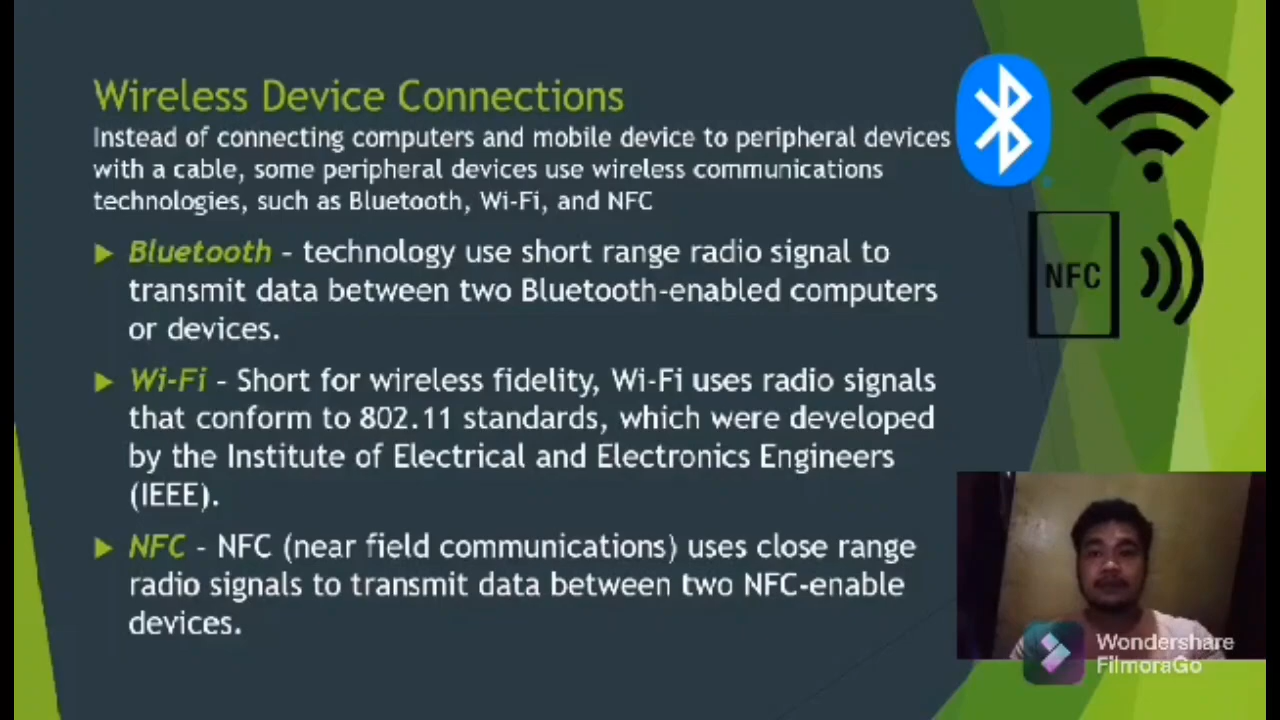 Wireless Device Connections
Instead of connecting computers and mobile device to peripheral devices
with a cable, some peripheral devices use wireless communications
technologies, such as Bluetooth, Wi-Fi, and NFC
Bluetooth – technology use short range radio signal to
transmit data between two Bluetooth-enabled computers
or devices.
Wi-Fi – Short for wireless fidelity, Wi-Fi uses radio signals
that conform to 802.11 standards, which were developed
by the Institute of Electrical and Electronics Engineers
(IEEE).
NFC – NFC (near field communications) uses close range
radio signals to transmit data between two NFC-enable
devices.
NFC
Wondershare
FilmoraGo